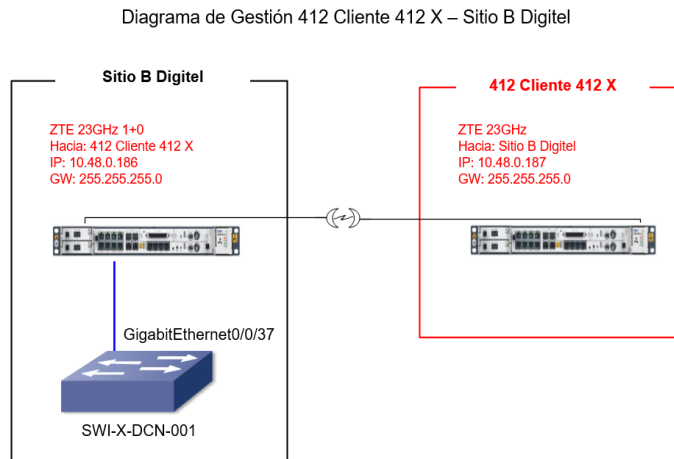 Diagrama de Gestión 412 Cliente 412 X – Sitio B Digitel
Sitio B Digitel
ZTE 23GHz 1+0
Hacia: 412 Cliente 412 X
IP: 10.48.0.186
GW: 255.255.255.0
GigabitEthernet0/0/37
SWI-X-DCN-001
412 Cliente 412 X
ZTE 23GHz
Hacia: Sitio B Digitel
IP: 10.48.0.187
GW: 255.255.255.0